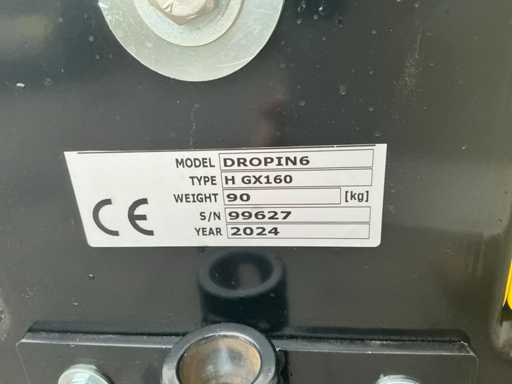 MODEL DROPIN6
TYPE H GX160
WEIGHT 90 [kg]
S/N 99627
YEAR 2024
CE